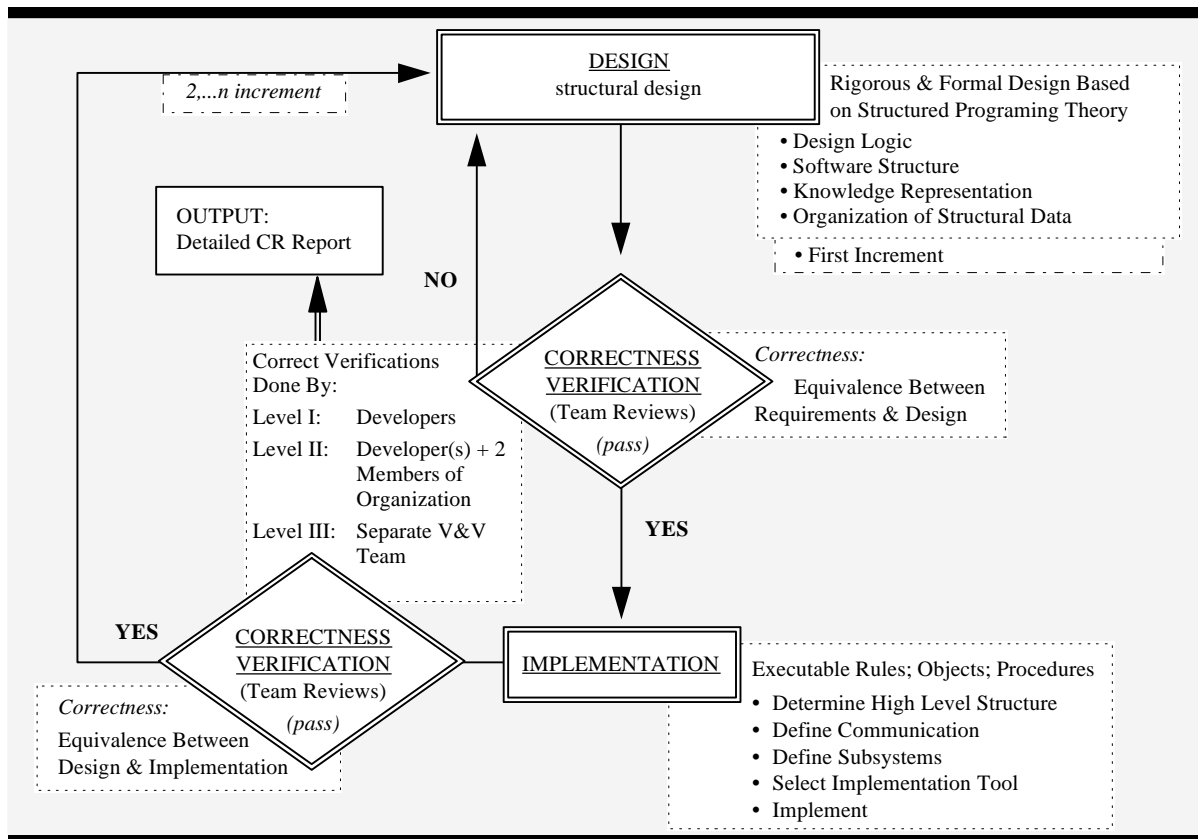 DESIGN
structural design
2,...n increment
Rigorous & Formal Design Based
on Structured Programing Theory
• Design Logic
• Software Structure
• Knowledge Representation
• Organization of Structural Data
• First Increment
OUTPUT:
Detailed CR Report
NO
CORRECTNESS
VERIFICATION
(Team Reviews)
(pass)
Correctness:
Equivalence Between
Requirements & Design
Correct Verifications
Done By:
Level I: Developers
Level II: Developer(s) + 2
Members of
Organization
Level III: Separate V&V
Team
YES
YES
CORRECTNESS
VERIFICATION
(Team Reviews)
(pass)
IMPLEMENTATION
Correctness:
Equivalence Between
Design & Implementation
Executable Rules; Objects; Procedures
• Determine High Level Structure
• Define Communication
• Define Subsystems
• Select Implementation Tool
• Implement